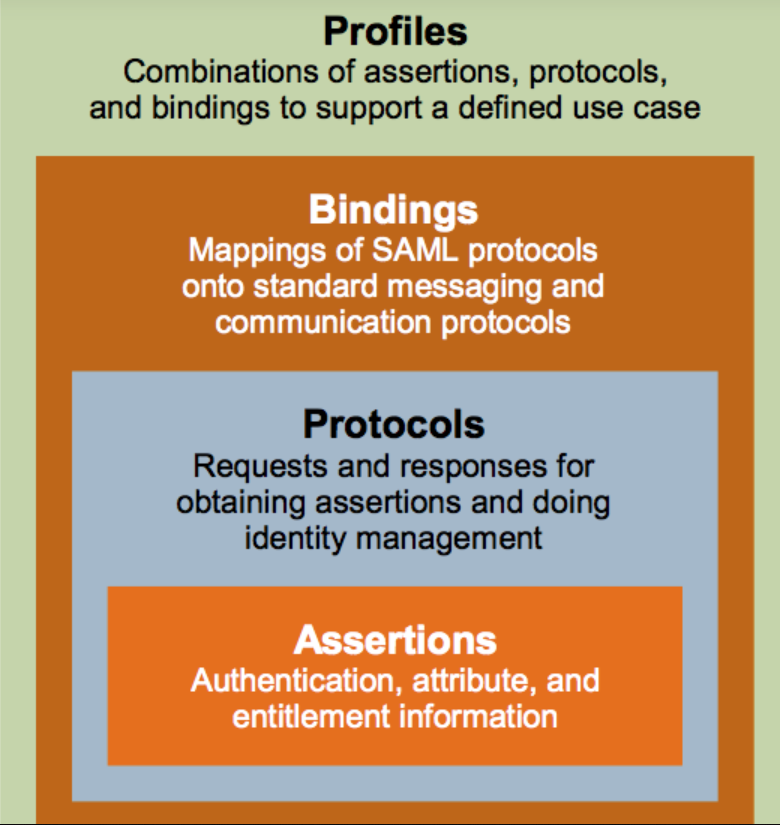 Profiles
Combinations of assertions, protocols,
and bindings to support a defined use case
Bindings
Mappings of SAML protocols
onto standard messaging and
communication protocols
Protocols
Requests and responses for
obtaining assertions and doing
identity management
Assertions
Authentication, attribute, and
entitlement information